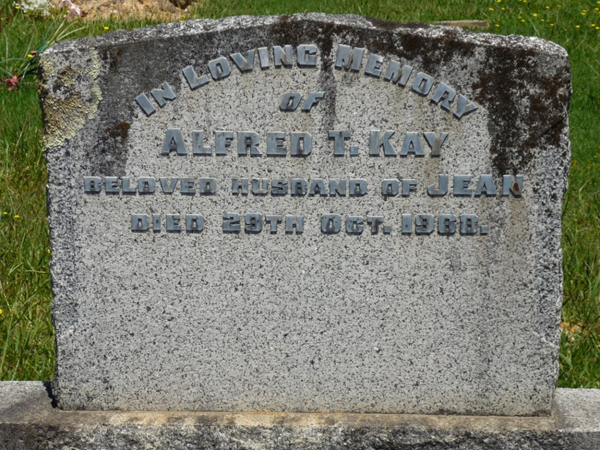 IN LOVING MEMORY
OF
ALFRED T. KAY
BELOVED HUSBAND OF JEAN
DIED 29TH OCT. 1968.